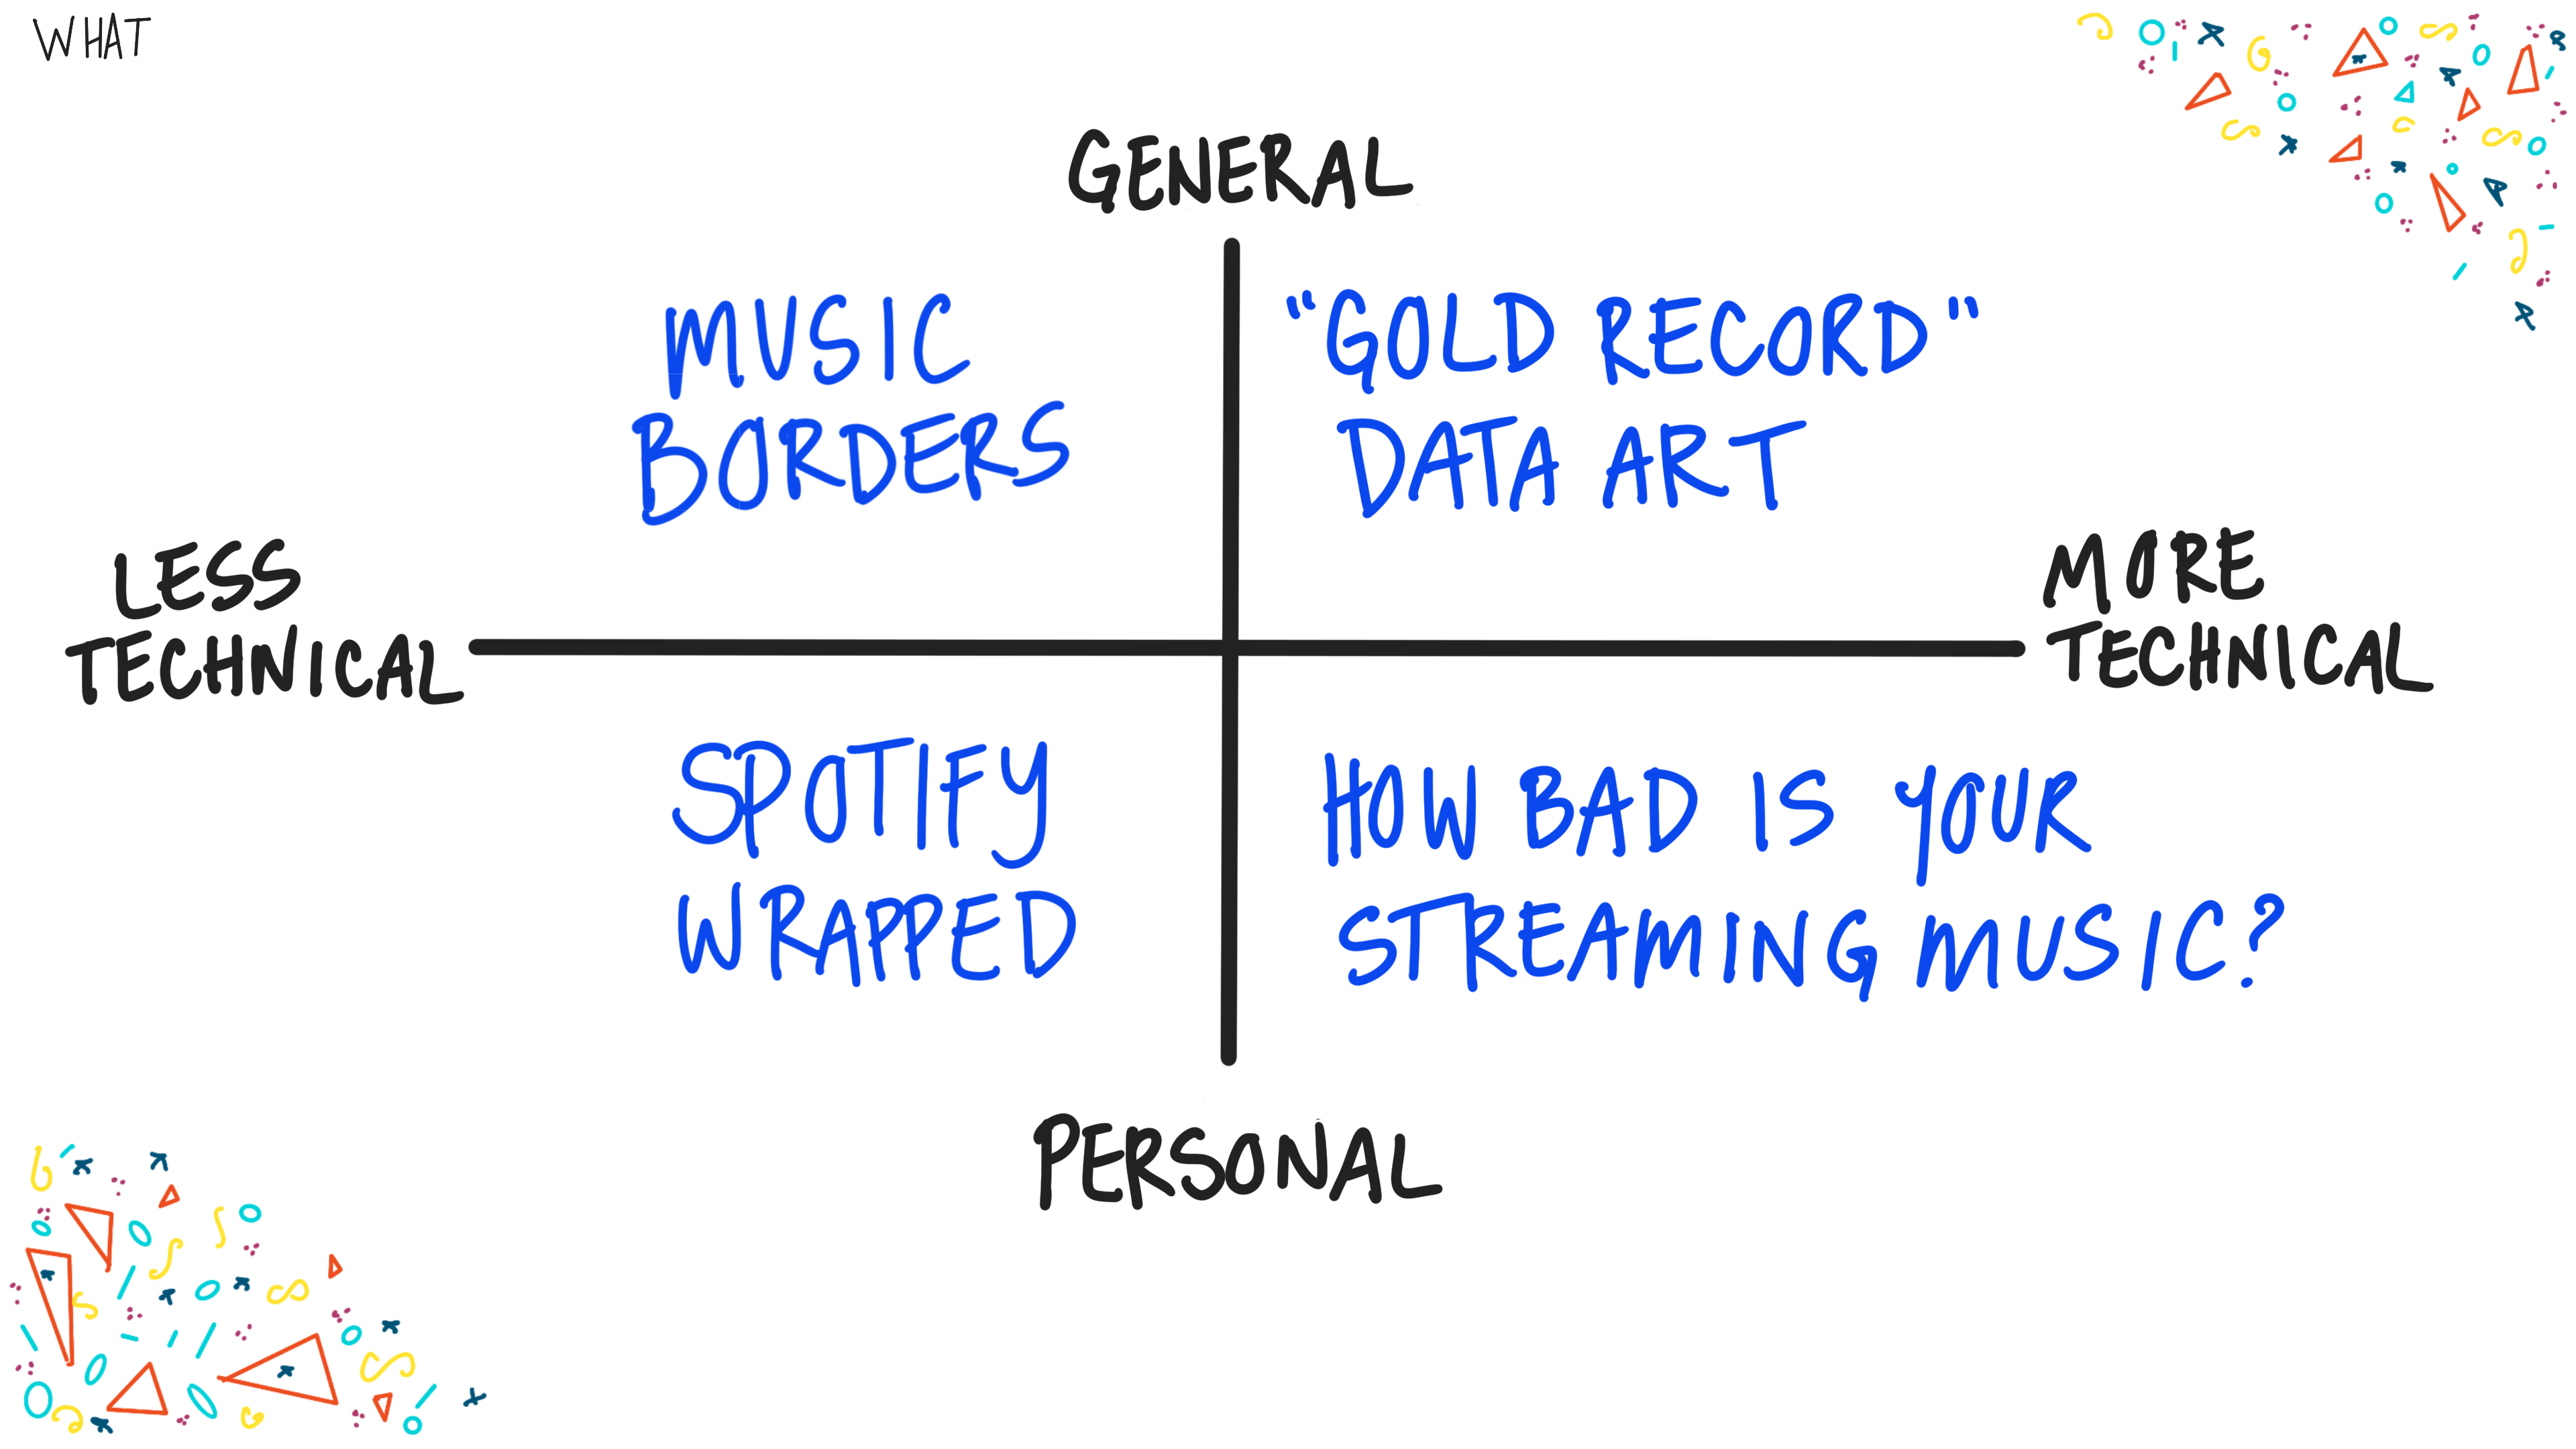 WHAT
GENERAL
MUSIC
BORDERS
"GOLD RECORD"
DATA ART
LESS
TECHNICAL
MORE
TECHNICAL
SPOTIFY
WRAPPED
HOW BAD IS YOUR
STREAMING MUSIC?
PERSONAL